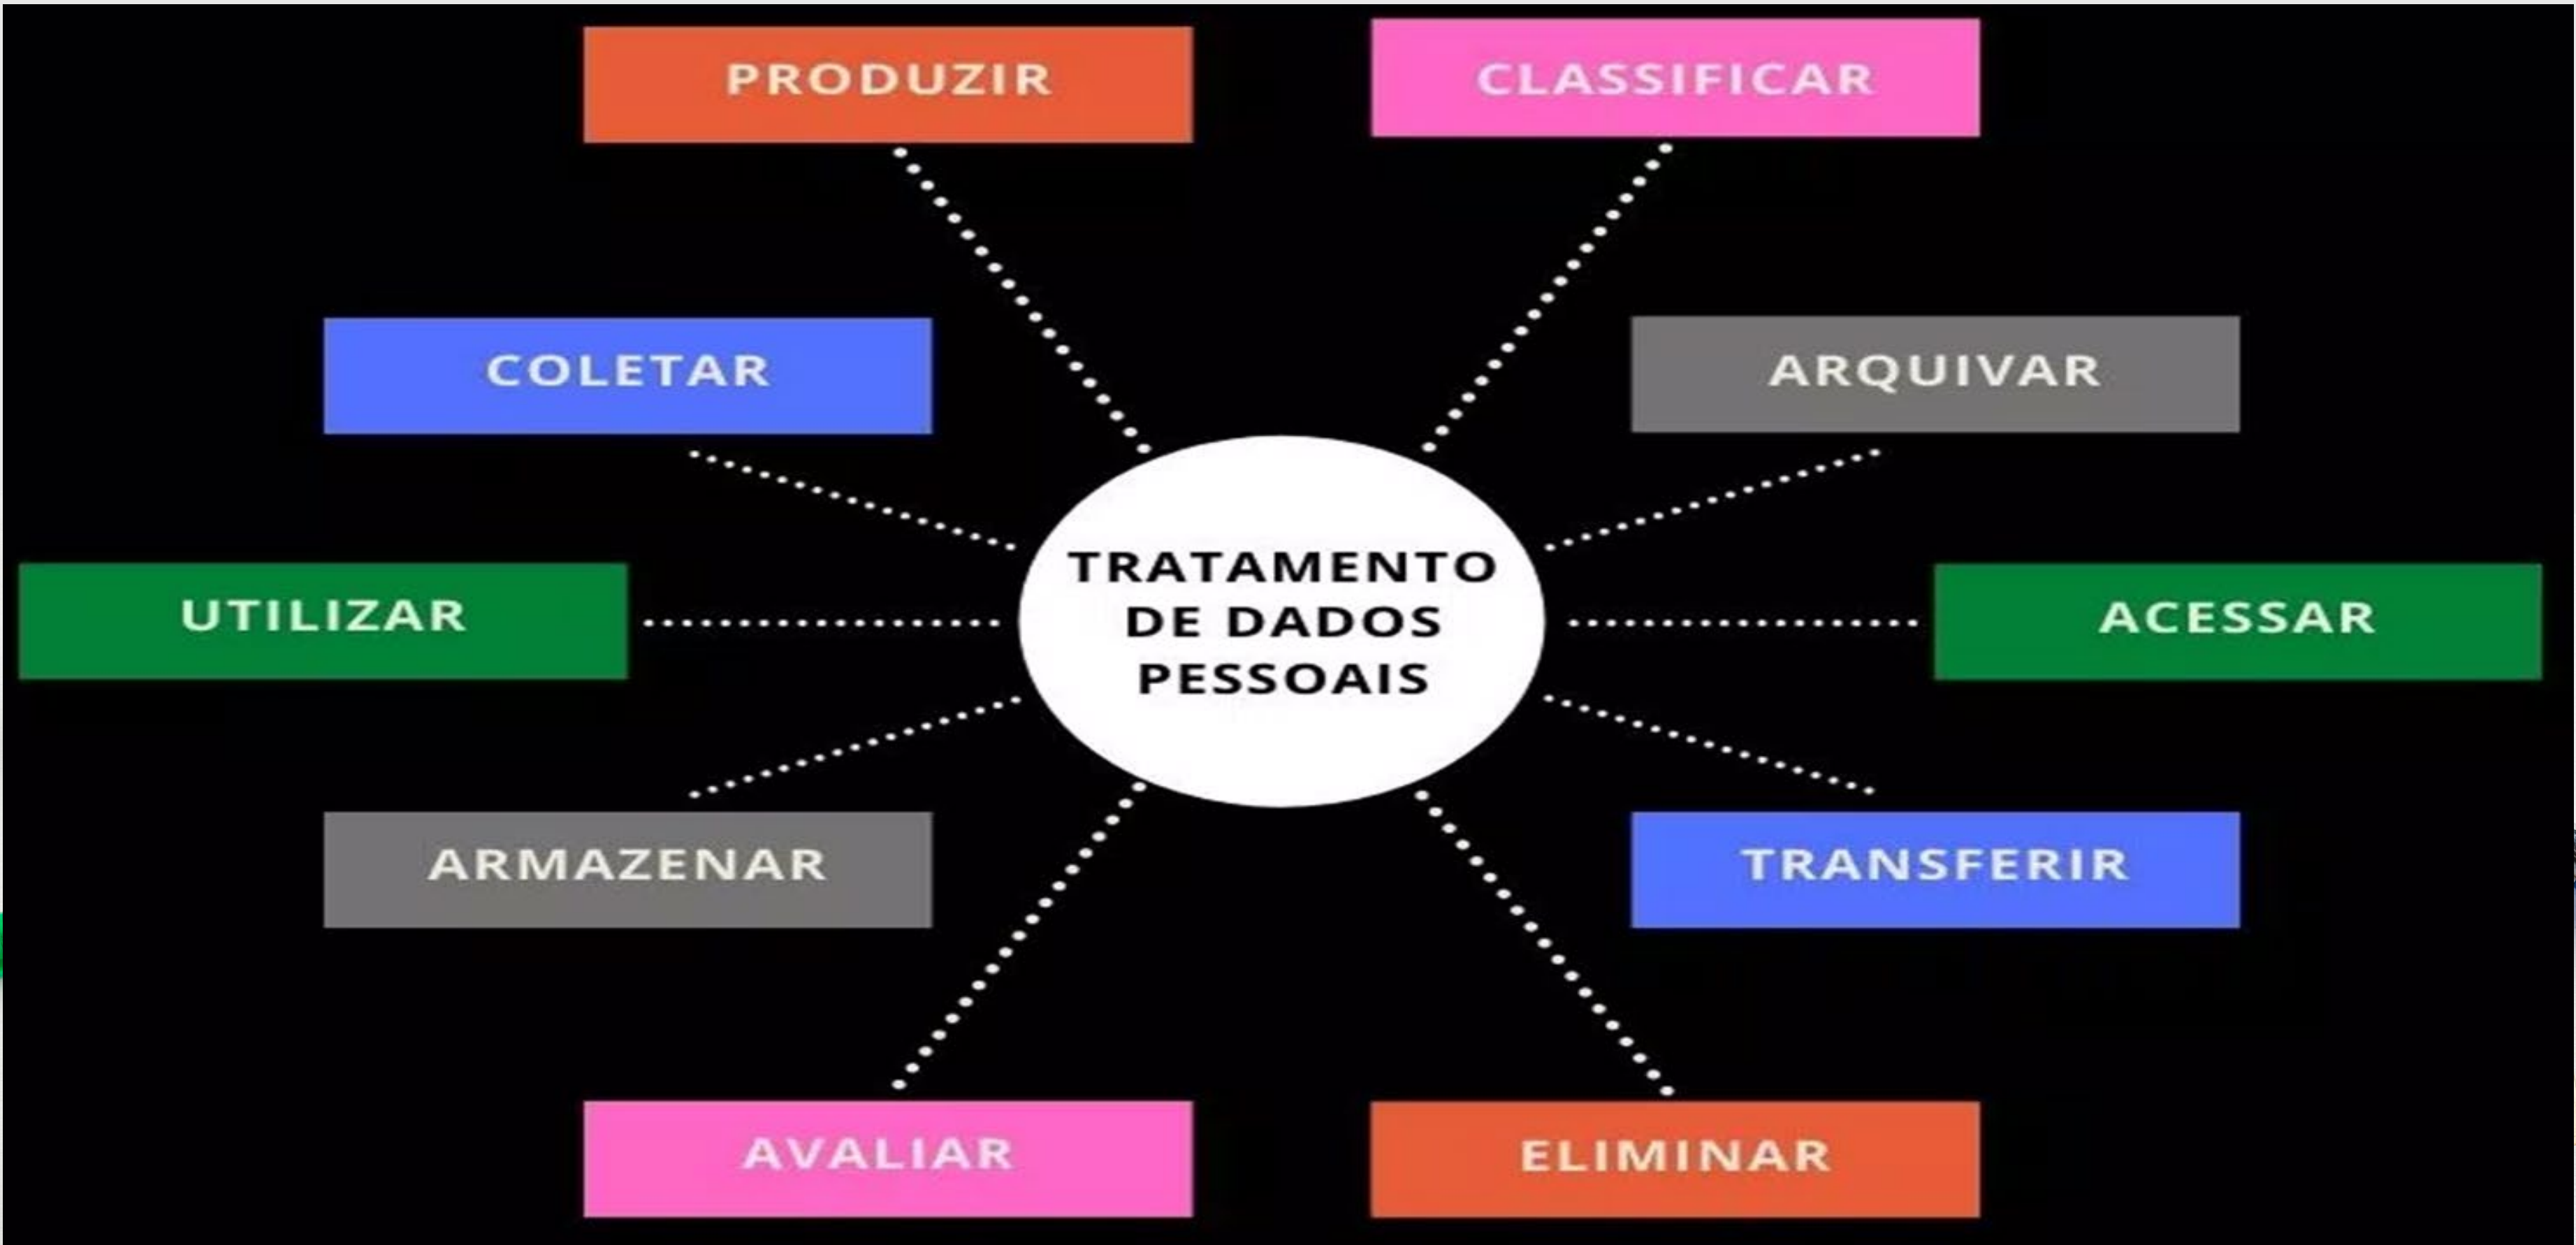 PRODUZIR
CLASSIFICAR
COLETAR
ARQUIVAR
UTILIZAR
TRATAMENTO
DE DADOS
PESSOAIS
ACESSAR
ARMAZENAR
TRANSFERIR
AVALIAR
ELIMINAR